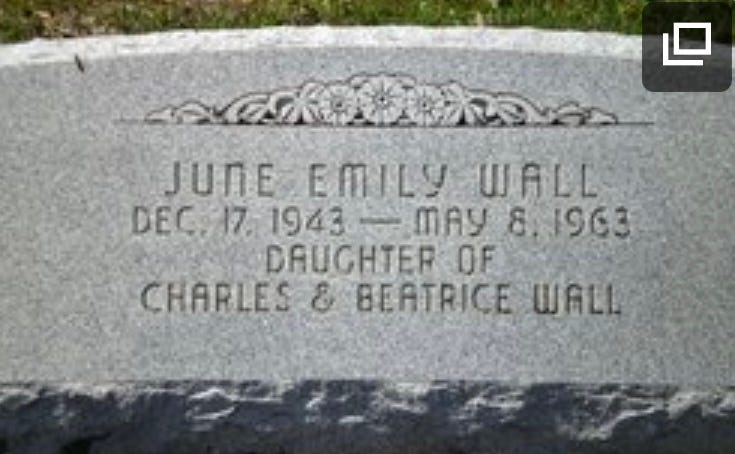 JUNE EMILY WALL
DEC. 17. 1943 — MAY 8. 1963
DAUGHTER OF
CHARLES & BEATRICE WALL